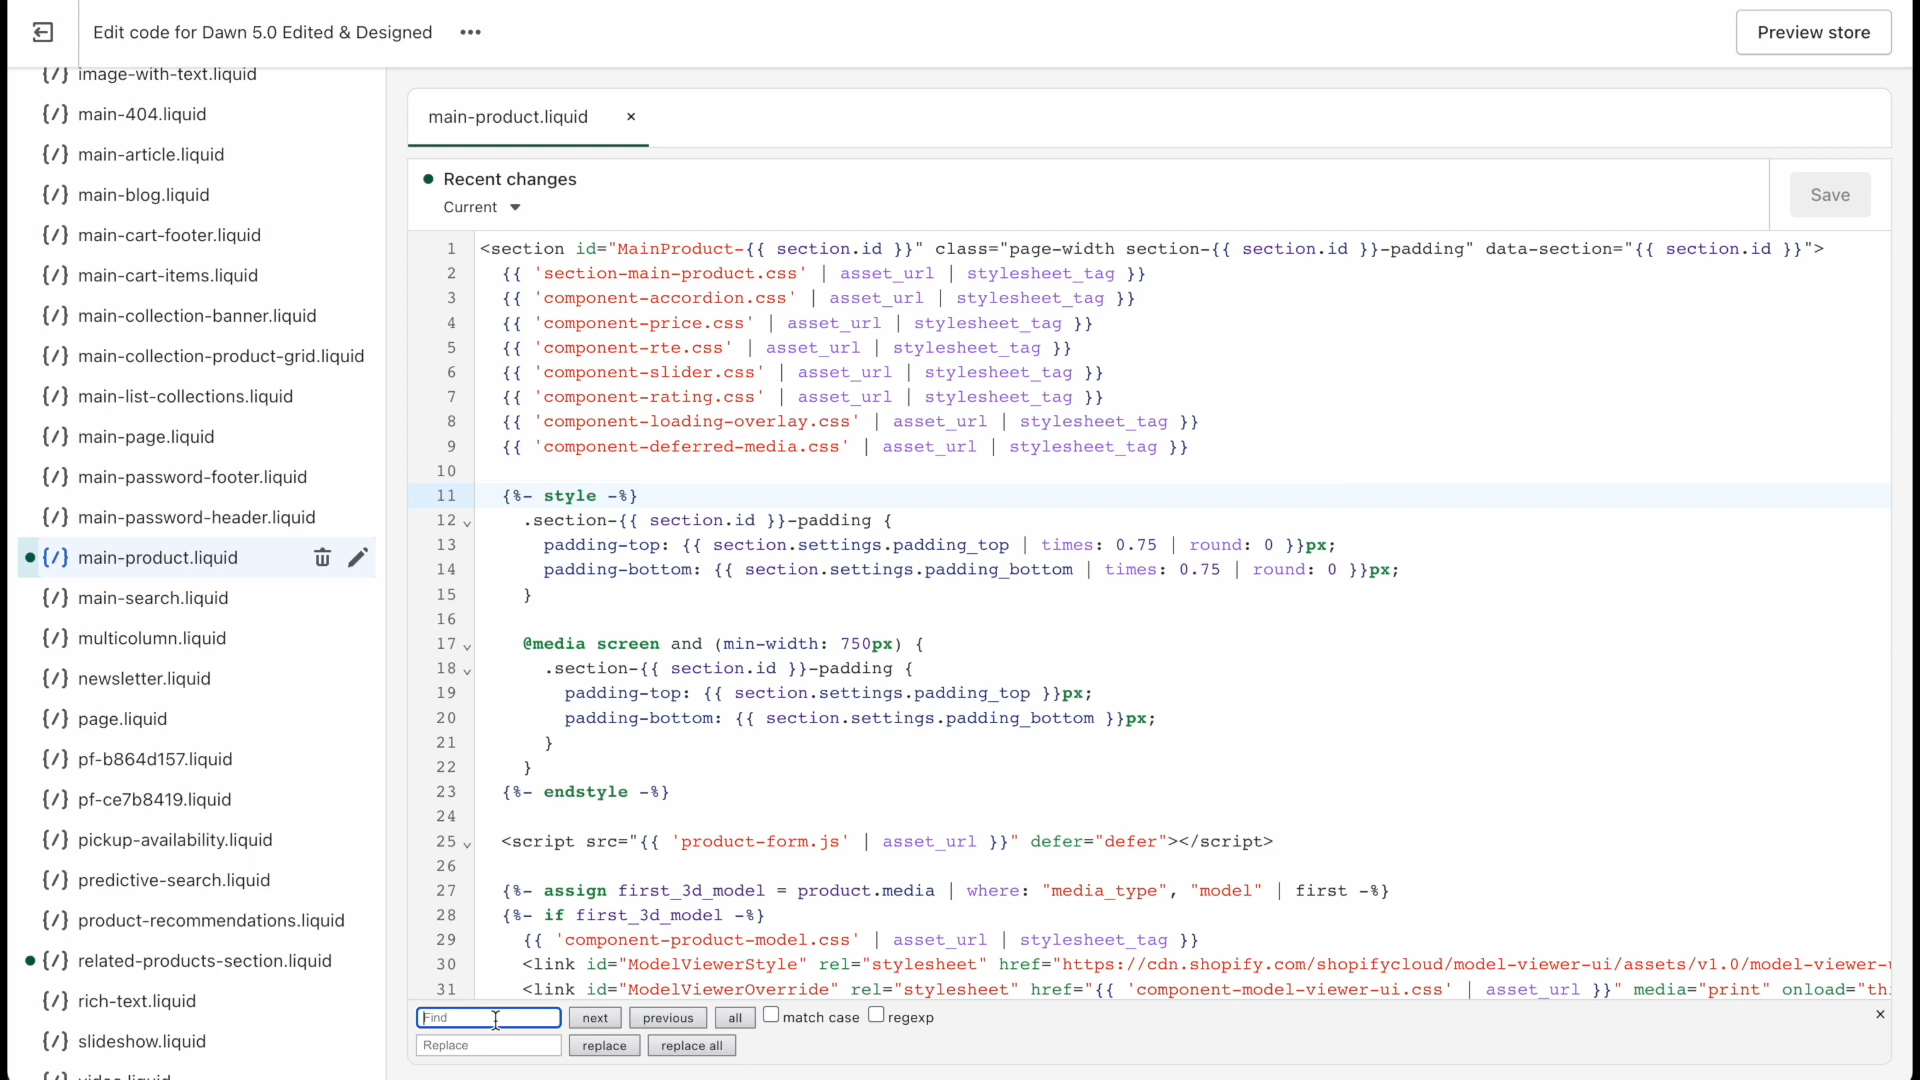 Edit code for Dawn 5.0 Edited & Designed •••
Preview store
{/} image-with-text.liquid
{/} main-404.liquid
{/} main-article.liquid
{/} main-blog.liquid
{/} main-cart-footer.liquid
{/} main-cart-items.liquid
{/} main-collection-banner.liquid
{/} main-collection-product-grid.liquid
{/} main-list-collections.liquid
{/} main-page.liquid
{/} main-password-footer.liquid
{/} main-password-header.liquid
{/} main-product.liquid
{/} main-search.liquid
{/} multicolumn.liquid
{/} newsletter.liquid
{/} page.liquid
{/} pf-b864d157.liquid
{/} pf-ce7b8419.liquid
{/} pickup-availability.liquid
{/} predictive-search.liquid
{/} product-recommendations.liquid
{/} related-products-section.liquid
{/} rich-text.liquid
{/} slideshow.liquid
{/} video.liquid
main-product.liquid ×
Recent changes
Current
Save
1 <section id="MainProduct-{{ section.id }}" class="page-width section-{{ section.id }}-padding" data-section="{{ section.id }}">
2 {{ 'section-main-product.css' | asset_url | stylesheet_tag }}
3 {{ 'component-accordion.css' | asset_url | stylesheet_tag }}
4 {{ 'component-price.css' | asset_url | stylesheet_tag }}
5 {{ 'component-rte.css' | asset_url | stylesheet_tag }}
6 {{ 'component-slider.css' | asset_url | stylesheet_tag }}
7 {{ 'component-rating.css' | asset_url | stylesheet_tag }}
8 {{ 'component-loading-overlay.css' | asset_url | stylesheet_tag }}
9 {{ 'component-deferred-media.css' | asset_url | stylesheet_tag }}
10
11 {%- style -%}
12 .section-{{ section.id }}-padding {
13 padding-top: {{ section.settings.padding_top | times: 0.75 | round: 0 }}px;
14 padding-bottom: {{ section.settings.padding_bottom | times: 0.75 | round: 0 }}px;
15 }
16
17 @media screen and (min-width: 750px) {
18 .section-{{ section.id }}-padding {
19 padding-top: {{ section.settings.padding_top }}px;
20 padding-bottom: {{ section.settings.padding_bottom }}px;
21 }
22 }
23 {%- endstyle -%}
24
25 <script src="{{ 'product-form.js' | asset_url }}" defer="defer"></script>
26
27 {%- assign first_3d_model = product.media | where: "media_type", "model" | first -%}
28 {%- if first_3d_model -%}
29 {{ 'component-product-model.css' | asset_url | stylesheet_tag }}
30 <link id="ModelViewerStyle" rel="stylesheet" href="https://cdn.shopify.com/shopifycloud/model-viewer-ui/assets/v1.0/model-viewer-
31 <link id="ModelViewerOverride" rel="stylesheet" href="{{ 'component-model-viewer-ui.css' | asset_url }}" media="print" onload="thi
Find next previous all match case regexp ×
Replace replace replace all